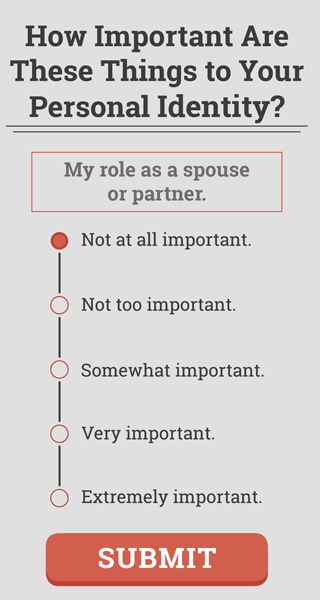 How Important Are
These Things to Your
Personal Identity?
My role as a spouse
or partner.
Not at all important.
Not too important.
Somewhat important.
Very important.
Extremely important.
SUBMIT